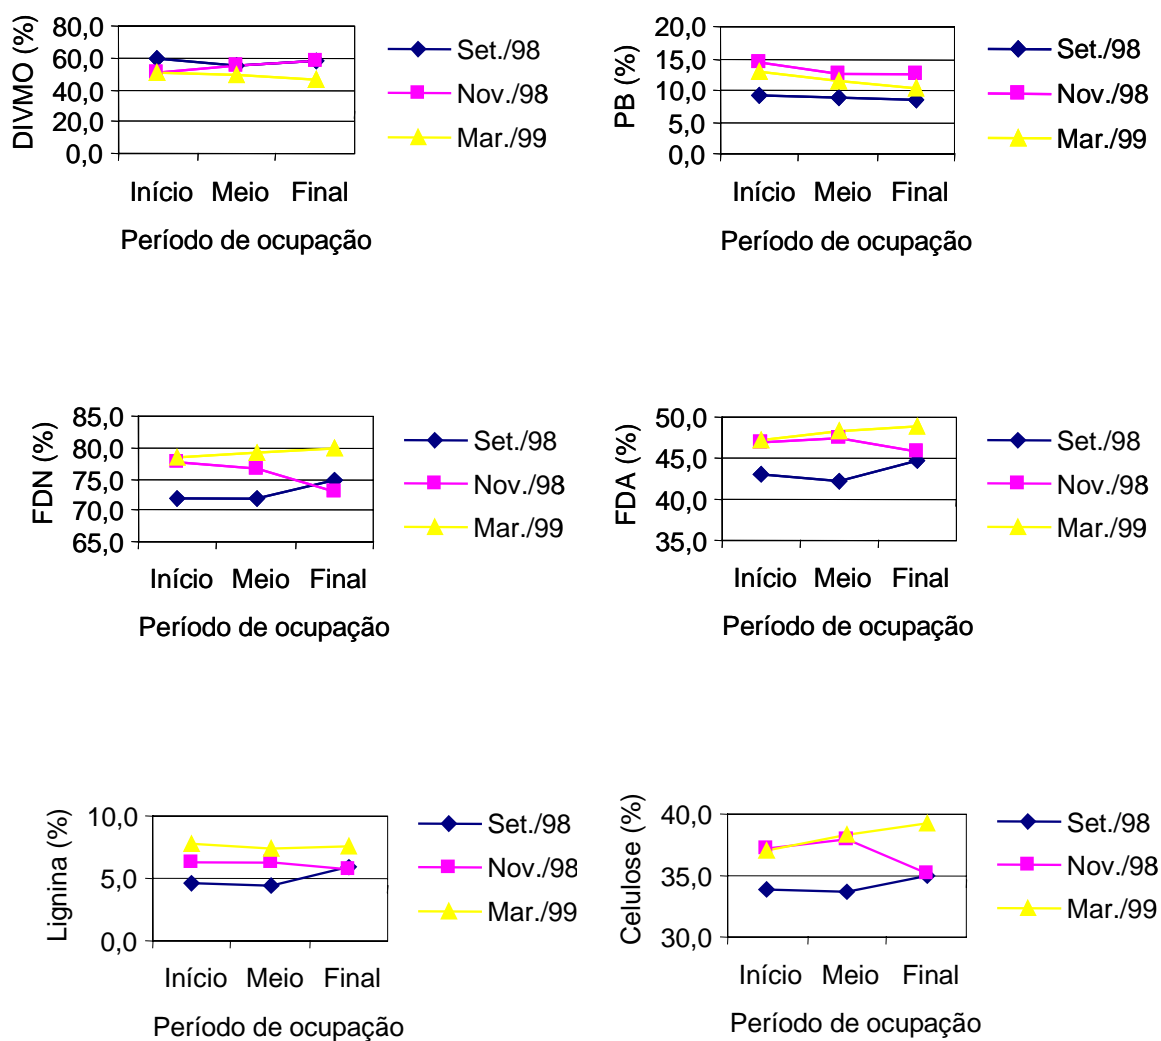 DIVMO (%)
80,0
60,0
40,0
20,0
0,0
Início Meio Final
Período de ocupação
Set./98
Nov./98
Mar./99
PB (%)
20,0
15,0
10,0
5,0
0,0
Início Meio Final
Período de ocupação
Set./98
Nov./98
Mar./99
FDN (%)
85,0
80,0
75,0
70,0
65,0
Início Meio Final
Período de ocupação
Set./98
Nov./98
Mar./99
FDA (%)
50,0
45,0
40,0
35,0
Início Meio Final
Período de ocupação
Set./98
Nov./98
Mar./99
Lignina (%)
10,0
5,0
0,0
Início Meio Final
Período de ocupação
Set./98
Nov./98
Mar./99
Celulose (%)
40,0
35,0
30,0
Início Meio Final
Período de ocupação
Set./98
Nov./98
Mar./99